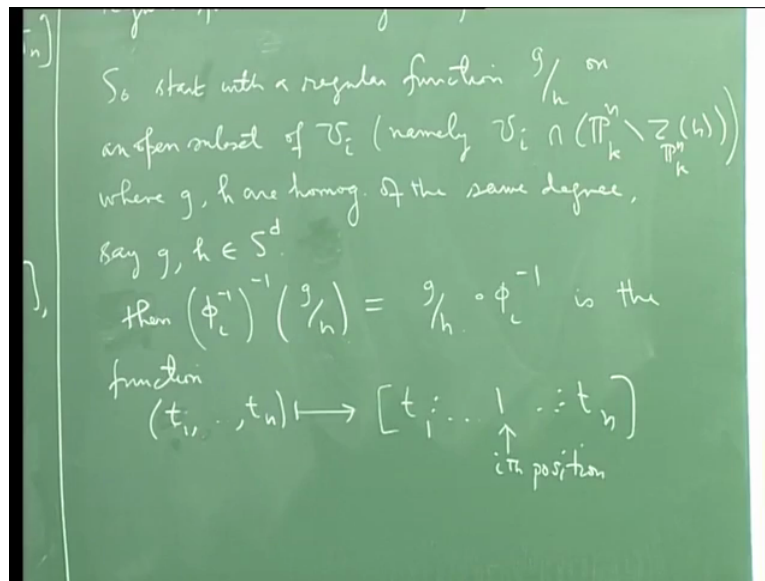 So start with a regular function g/h on
an open subset of U_i (namely U_i ∩ (ℙ^n_k \ Z_{ℙ^n_k}(h)))
where g, h are homog. of the same degree,
say g, h ∈ S^d.
then (φ_i^{-1})^{-1} (g/h) = g/h ∘ φ_i^{-1} is the
function
(t_1, .., t_n) ⟼ [t_1 : ... 1 ..: t_n]
↑
ith position
n]
],